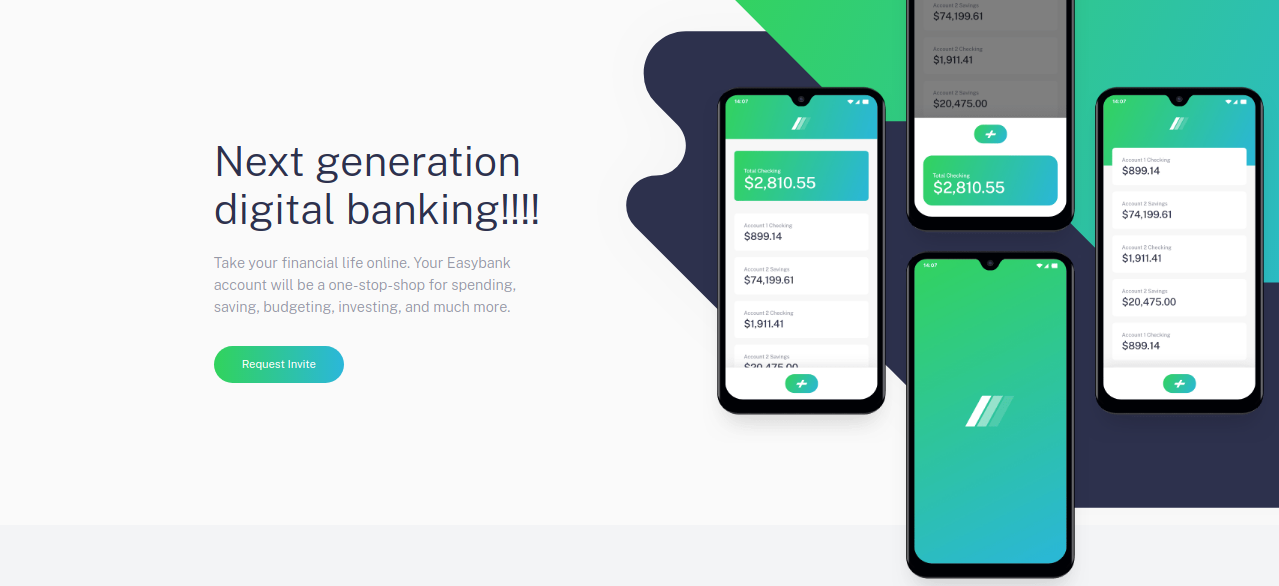 Next generation
digital banking!!!!
Take your financial life online. Your Easybank
account will be a one-stop-shop for spending,
saving, budgeting, investing, and much more.
Request Invite
14:07
Total Checking
$2,810.55
Account 1 Checking
$899.14
Account 2 Savings
$74,199.61
Account 2 Checking
$1,911.41
Account 2 Savings
$20,475.00
Account 2 Savings
$74,199.61
Account 2 Checking
$1,911.41
Account 2 Savings
$20,475.00
Total Checking
$2,810.55
14:07
14:07
Account 1 Checking
$899.14
Account 2 Savings
$74,199.61
Account 2 Checking
$1,911.41
Account 2 Savings
$20,475.00
Account 1 Checking
$899.14